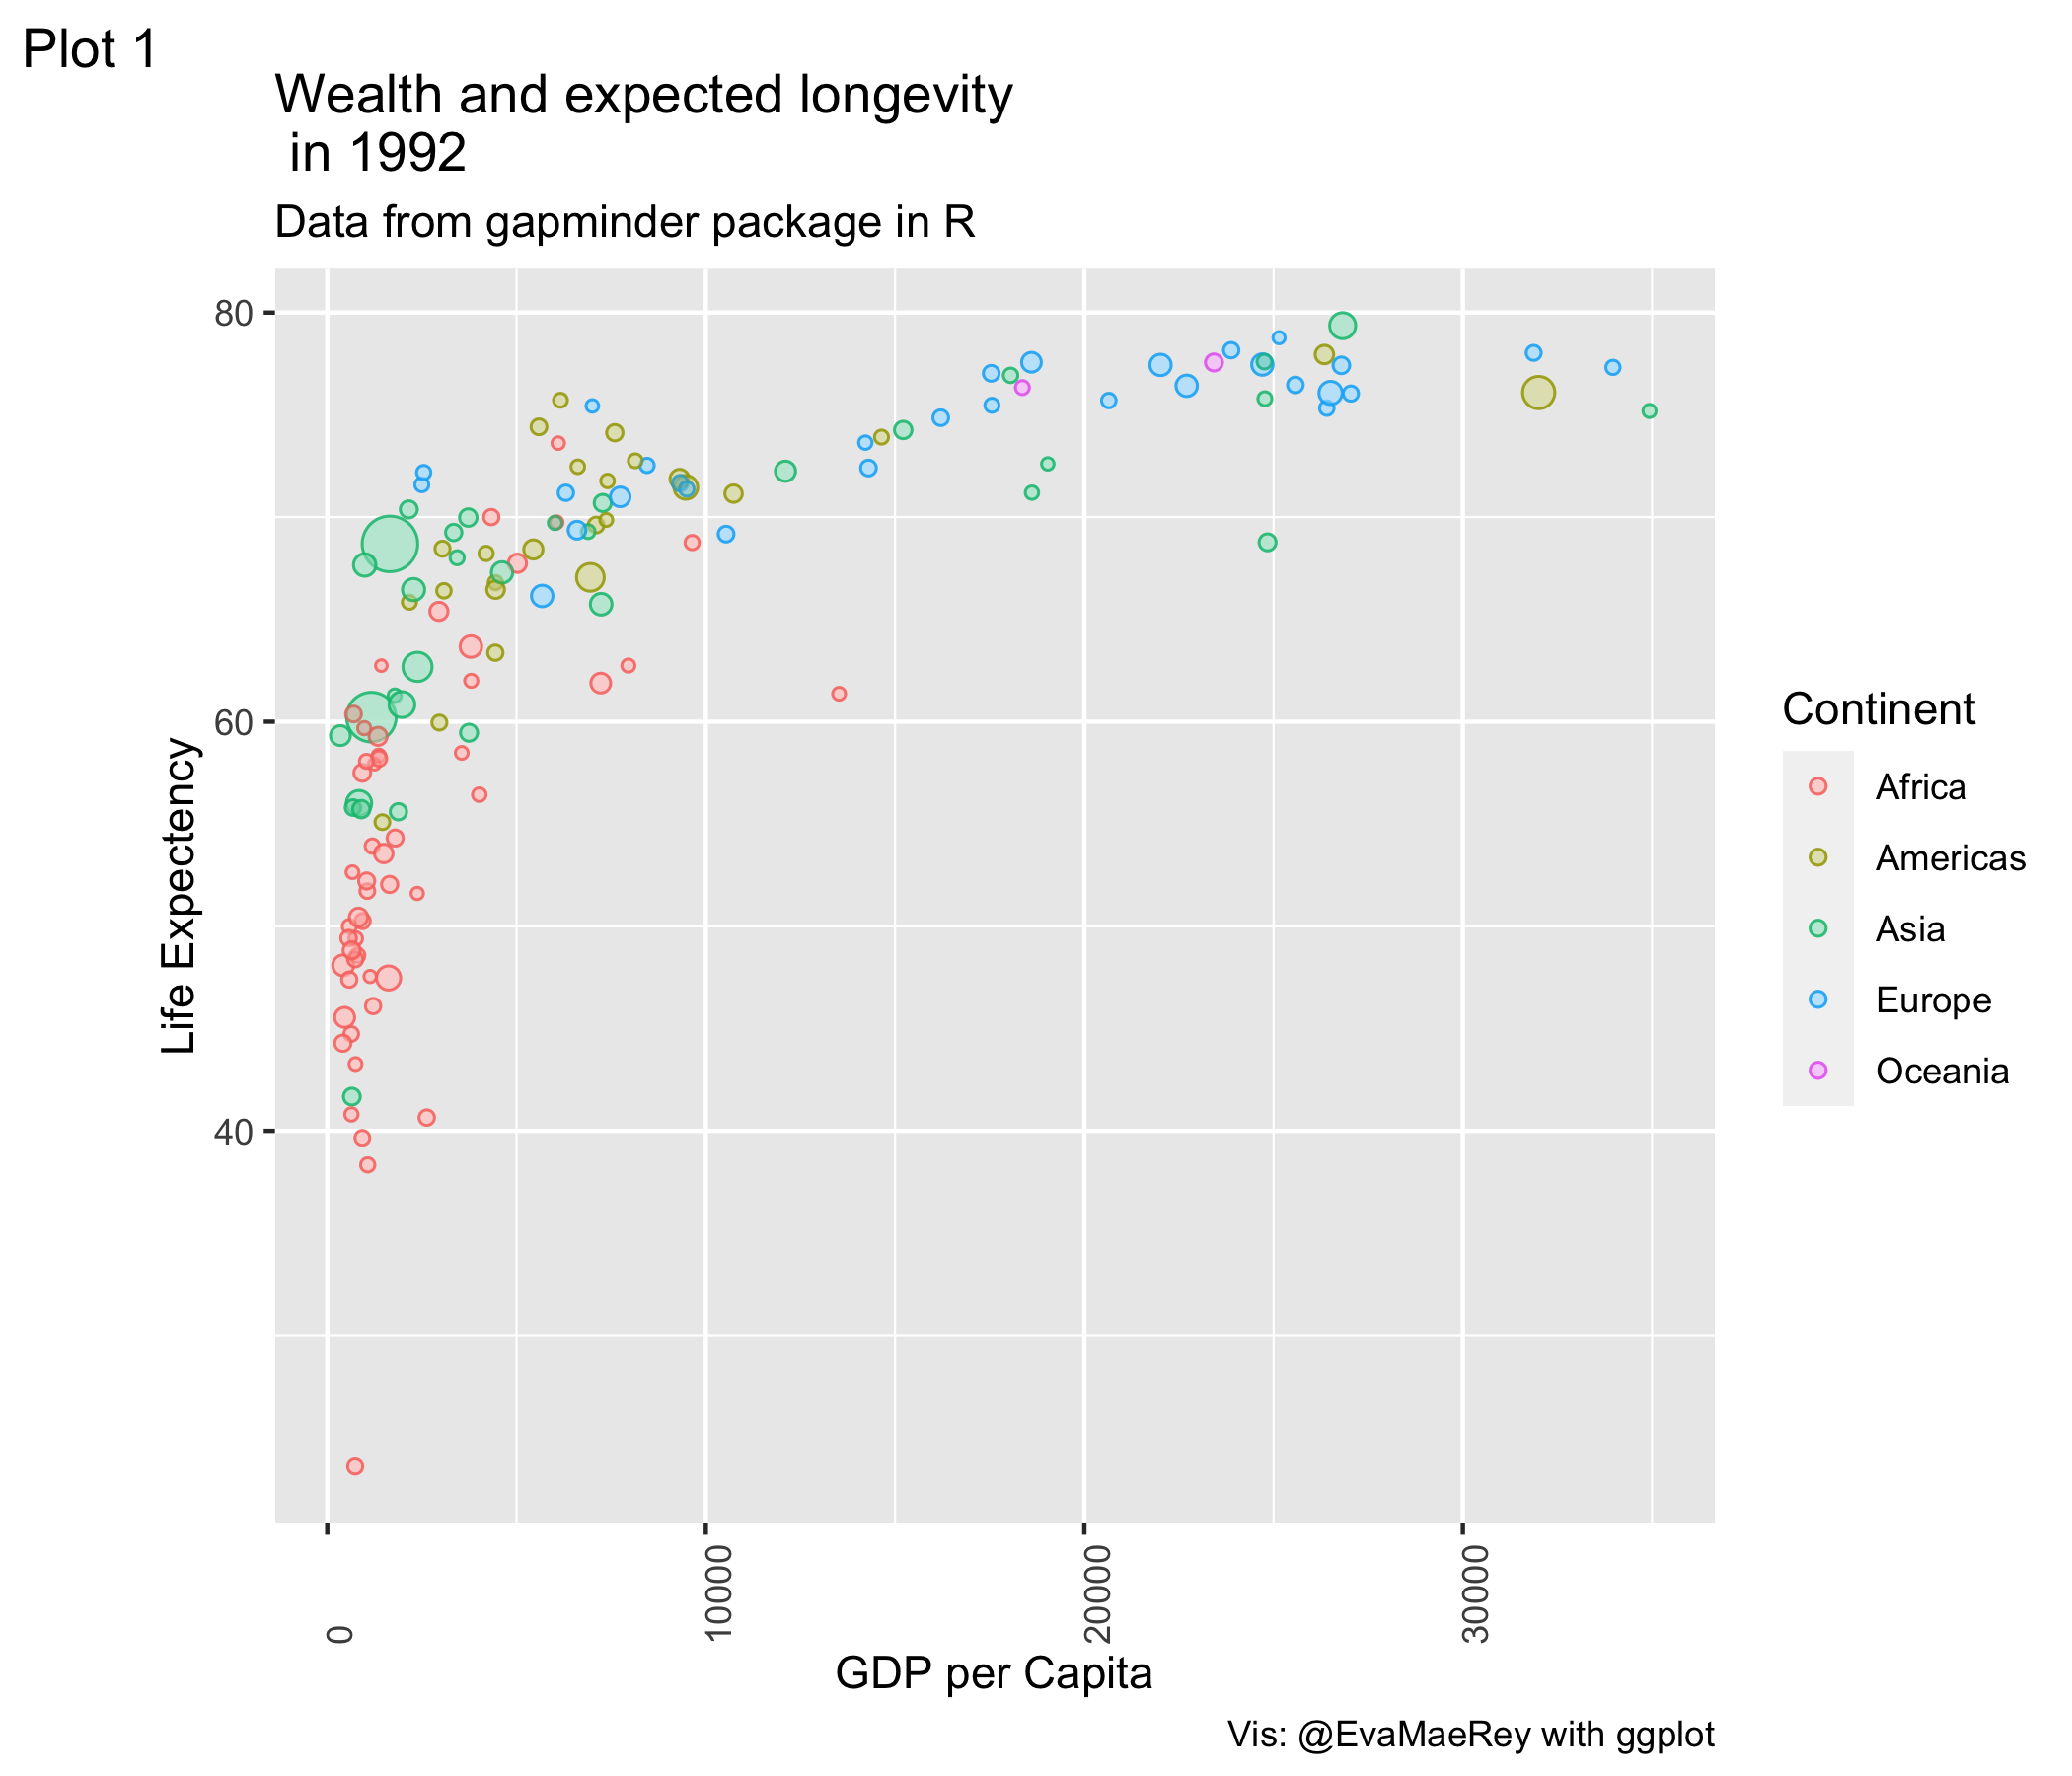 Plot 1
Wealth and expected longevity
in 1992
Data from gapminder package in R
80
60
40
Life Expectency
0
10000
20000
30000
GDP per Capita
Continent
Africa
Americas
Asia
Europe
Oceania
Vis: @EvaMaeRey with ggplot